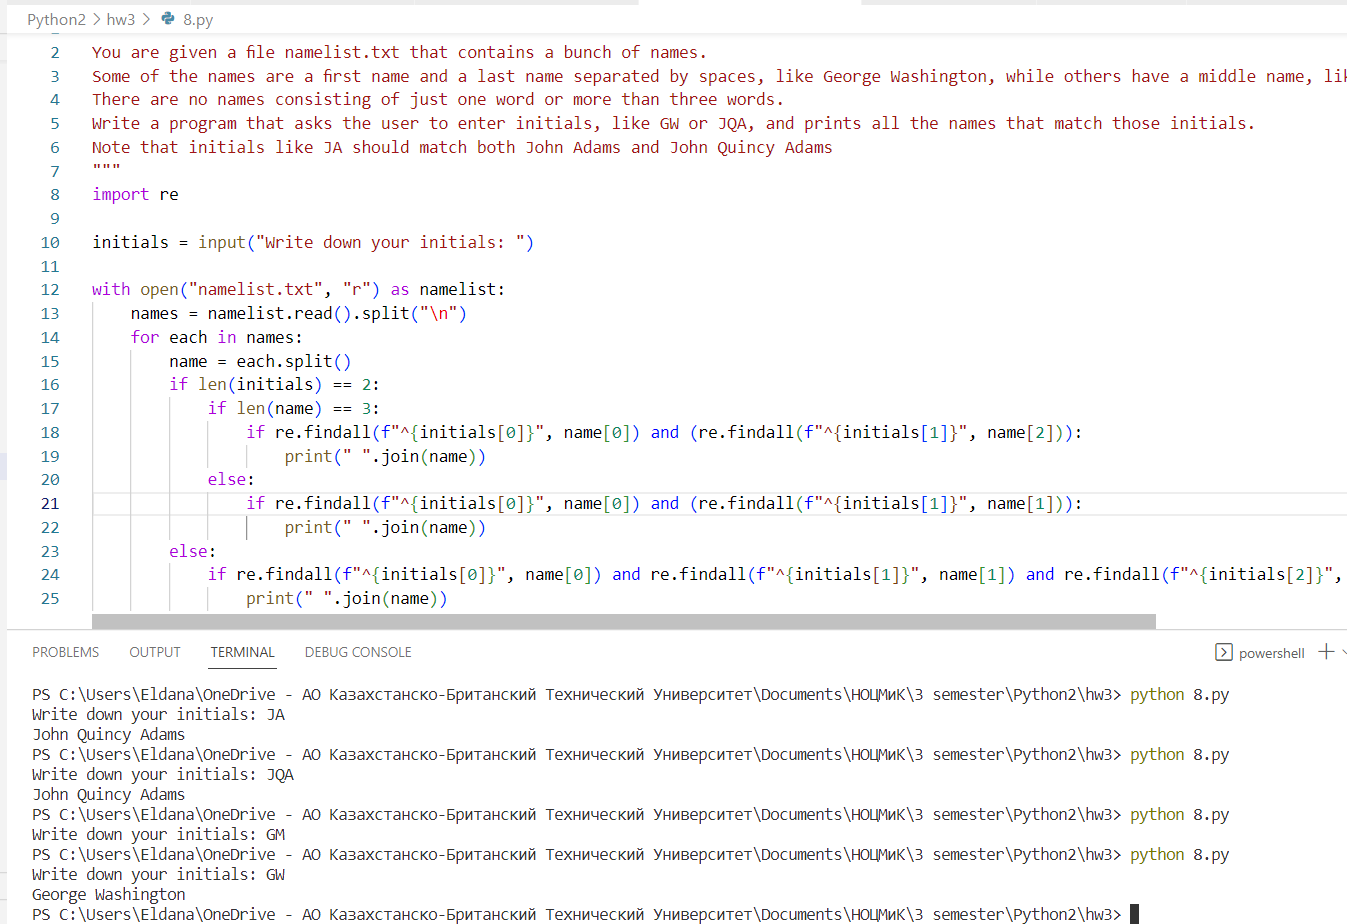 Python2 > hw3 > 8.py
2 You are given a file namelist.txt that contains a bunch of names.
3 Some of the names are a first name and a last name separated by spaces, like George Washington, while others have a middle name, lik
4 There are no names consisting of just one word or more than three words.
5 Write a program that asks the user to enter initials, like GW or JQA, and prints all the names that match those initials.
6 Note that initials like JA should match both John Adams and John Quincy Adams
7 """
8 import re
9
10 initials = input("Write down your initials: ")
11
12 with open("namelist.txt", "r") as namelist:
13     names = namelist.read().split("\n")
14     for each in names:
15         name = each.split()
16         if len(initials) == 2:
17             if len(name) == 3:
18                 if re.findall(f"^{initials[0]}", name[0]) and (re.findall(f"^{initials[1]}", name[2])):
19                     print(" ".join(name))
20             else:
21                 if re.findall(f"^{initials[0]}", name[0]) and (re.findall(f"^{initials[1]}", name[1])):
22                     print(" ".join(name))
23         else:
24             if re.findall(f"^{initials[0]}", name[0]) and re.findall(f"^{initials[1]}", name[1]) and re.findall(f"^{initials[2]}",
25                 print(" ".join(name))
PROBLEMS OUTPUT TERMINAL DEBUG CONSOLE powershell
PS C:\Users\Eldana\OneDrive - АО Казахстанско-Британский Технический Университет\Documents\НОЦМиК\3 semester\Python2\hw3> python 8.py
Write down your initials: JA
John Quincy Adams
PS C:\Users\Eldana\OneDrive - АО Казахстанско-Британский Технический Университет\Documents\НОЦМиК\3 semester\Python2\hw3> python 8.py
Write down your initials: JQA
John Quincy Adams
PS C:\Users\Eldana\OneDrive - АО Казахстанско-Британский Технический Университет\Documents\НОЦМиК\3 semester\Python2\hw3> python 8.py
Write down your initials: GM
PS C:\Users\Eldana\OneDrive - АО Казахстанско-Британский Технический Университет\Documents\НОЦМиК\3 semester\Python2\hw3> python 8.py
Write down your initials: GW
George Washington
PS C:\Users\Eldana\OneDrive - АО Казахстанско-Британский Технический Университет\Documents\НОЦМиК\3 semester\Python2\hw3>